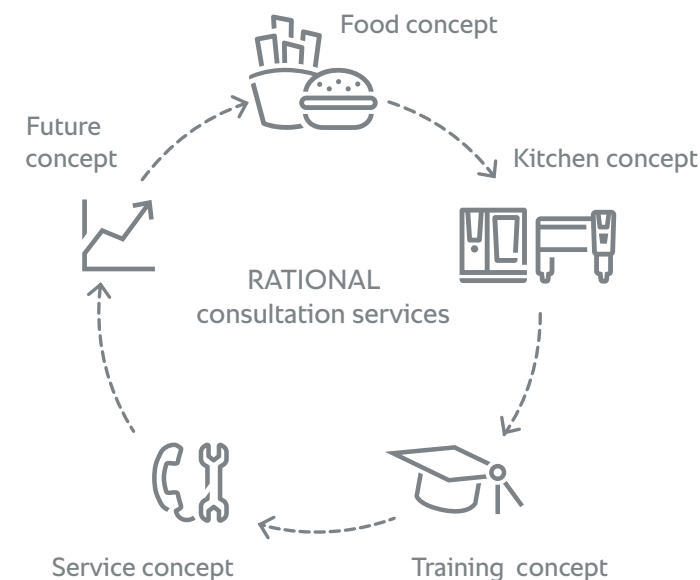 Food concept
Future
concept
Kitchen concept
RATIONAL
consultation services
Service concept
Training concept